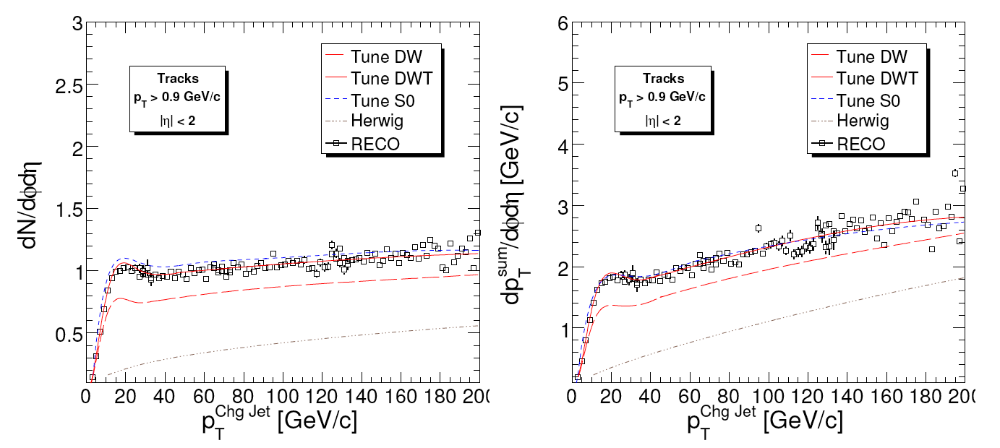 3
2.5
2
1.5
1
0.5
dN/dϕdη
Tracks
p_T > 0.9 GeV/c
|η| < 2
Tune DW
Tune DWT
Tune S0
Herwig
RECO
0 20 40 60 80 100 120 140 160 180 200
p_T^Chg Jet [GeV/c]
6
5
4
3
2
1
dp_T^sum/dϕdη [GeV/c]
Tracks
p_T > 0.9 GeV/c
|η| < 2
Tune DW
Tune DWT
Tune S0
Herwig
RECO
0 20 40 60 80 100 120 140 160 180 200
p_T^Chg Jet [GeV/c]